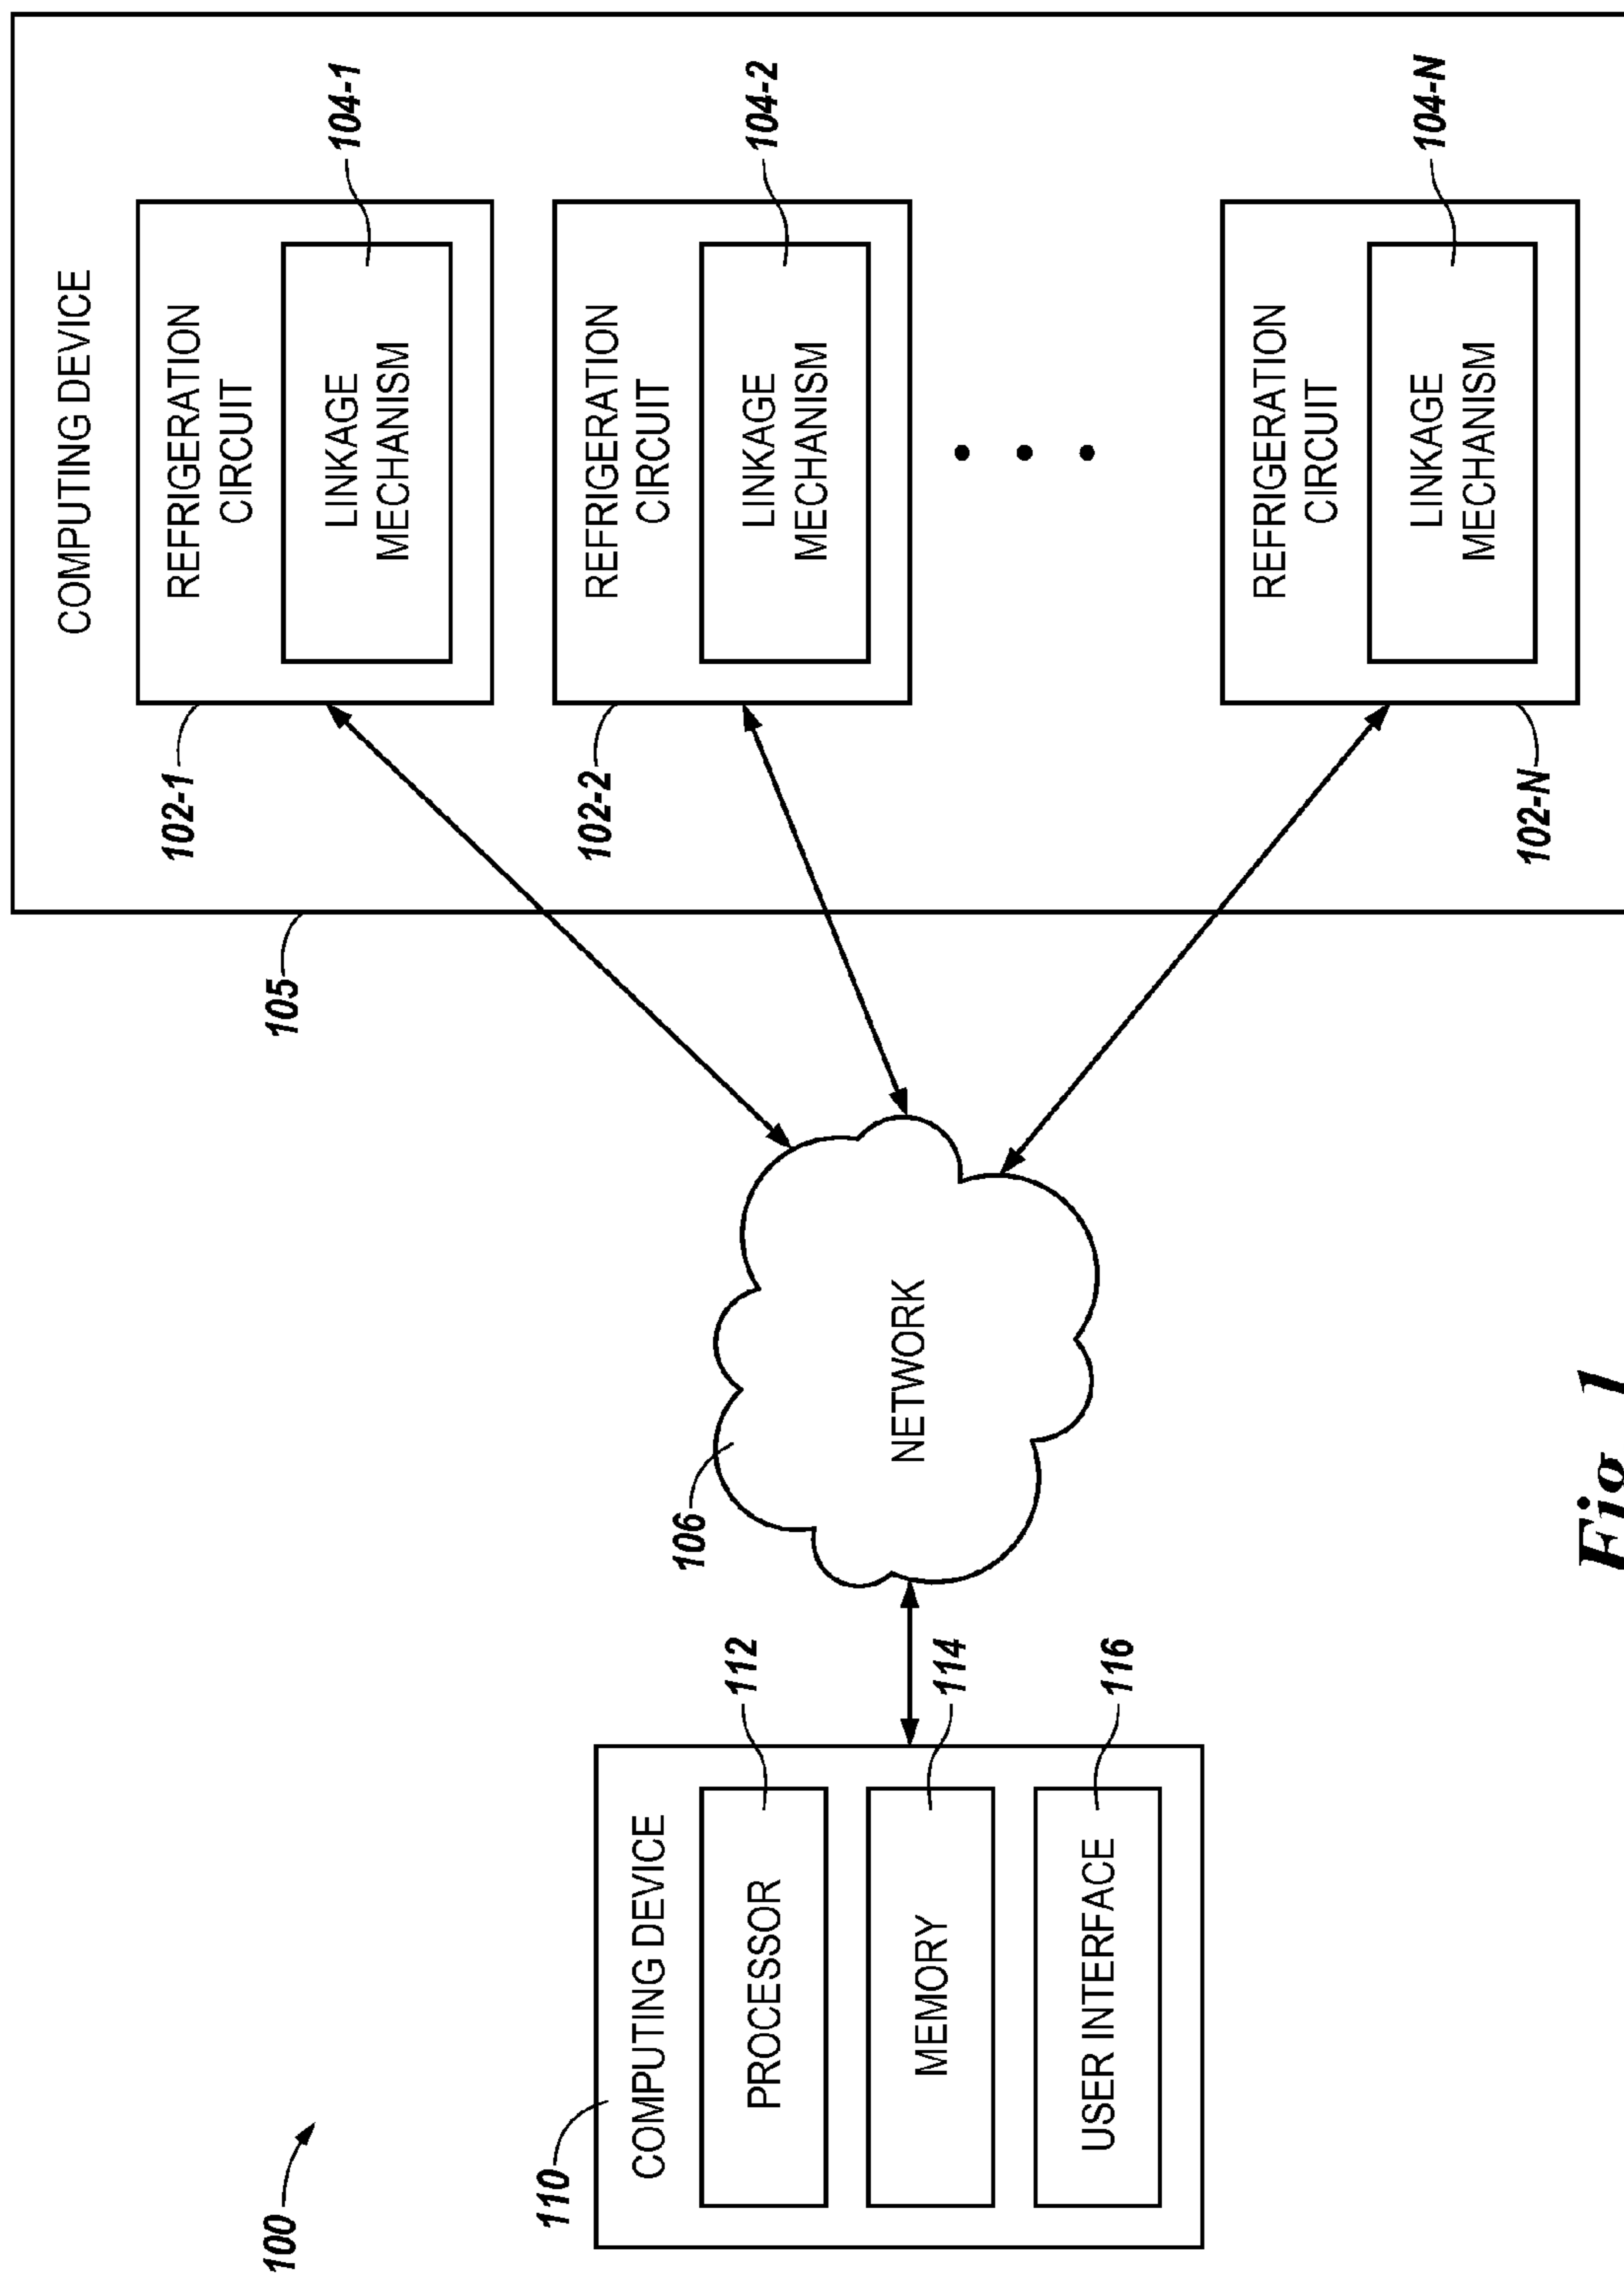 100
110
COMPUTING DEVICE
PROCESSOR
112
MEMORY
114
USER INTERFACE
116
106
NETWORK
105
COMPUTING DEVICE
102-1
REFRIGERATION
CIRCUIT
LINKAGE
MECHANISM
104-1
102-2
REFRIGERATION
CIRCUIT
LINKAGE
MECHANISM
104-2
102-N
REFRIGERATION
CIRCUIT
LINKAGE
MECHANISM
104-N
Fig. 1